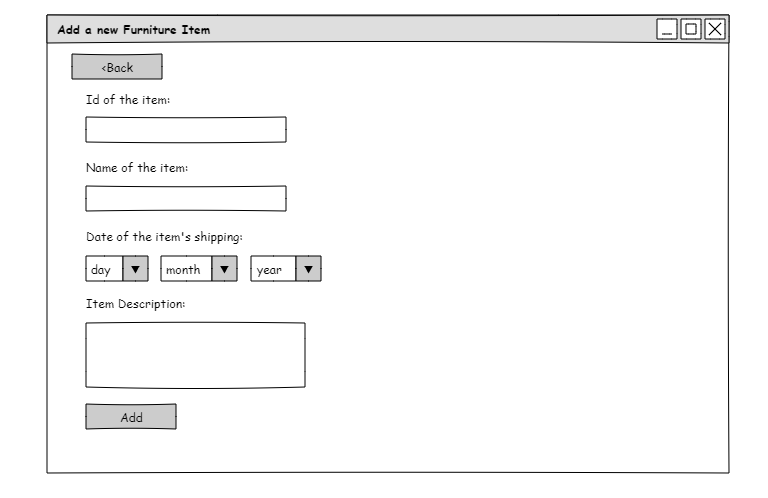 Add a new Furniture Item
<Back
Id of the item:
Name of the item:
Date of the item's shipping:
day month year
Item Description:
Add